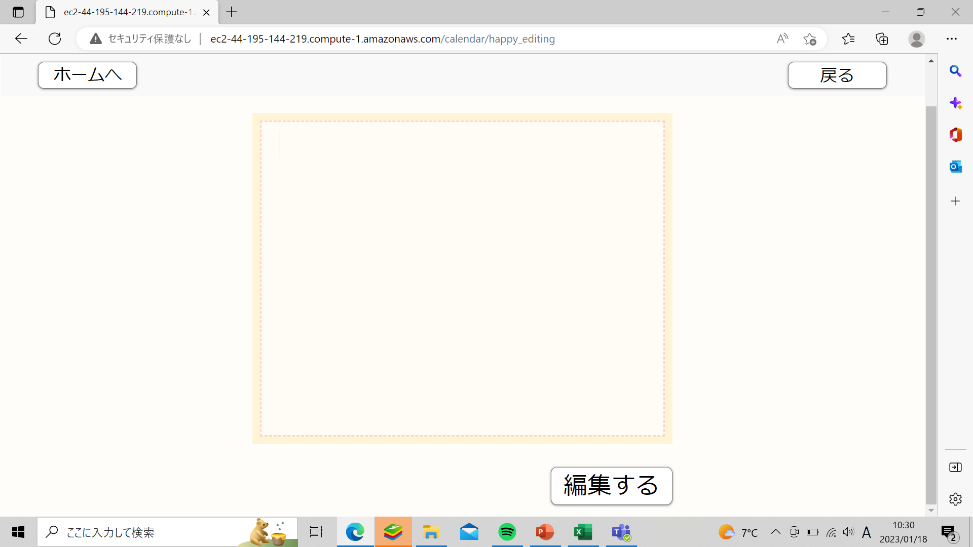 ec2-44-195-144-219.compute-1.
セキュリティ保護なし | ec2-44-195-144-219.compute-1.amazonaws.com/calendar/happy_editing
ホームへ
戻る
編集する
ここに入力して検索
7°C
A
10:30
2023/01/18
2